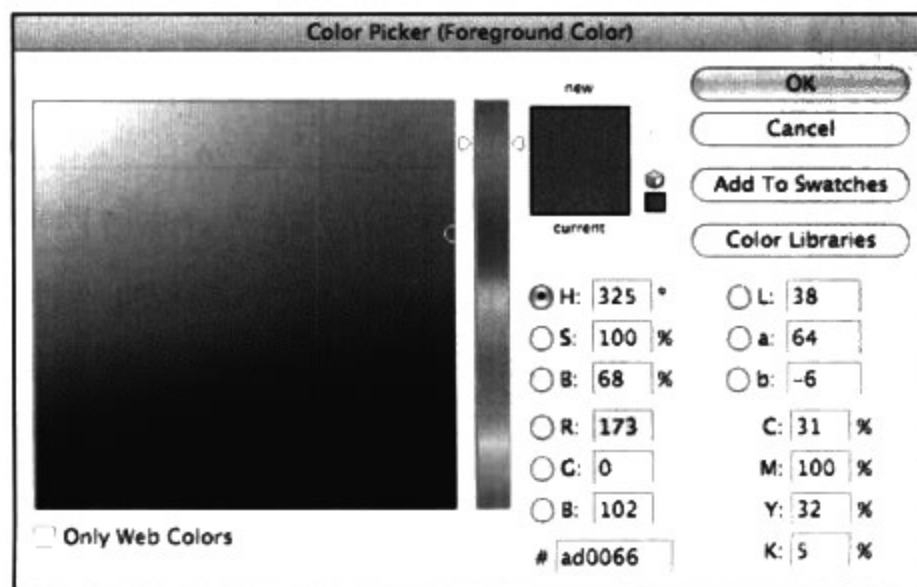 Color Picker (Foreground Color)
new
current
OK
Cancel
Add To Swatches
Color Libraries
H: 325 °
S: 100 %
B: 68 %
R: 173
G: 0
B: 102
# ad0066
L: 38
a: 64
b: -6
C: 31 %
M: 100 %
Y: 32 %
K: 5 %
Only Web Colors